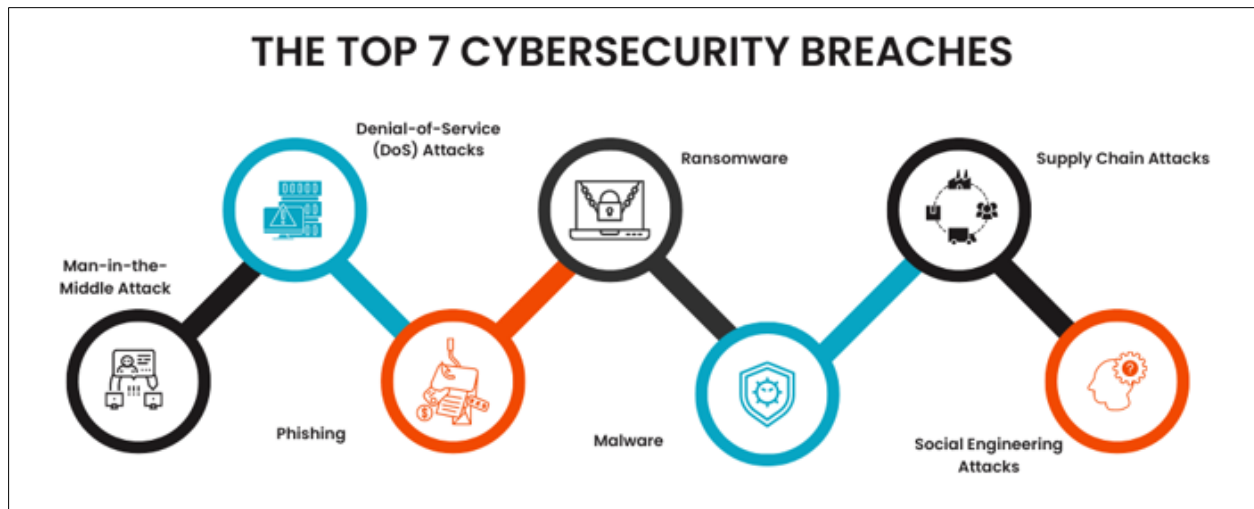 THE TOP 7 CYBERSECURITY BREACHES
Man-in-the-
Middle Attack
Denial-of-Service
(DoS) Attacks
Phishing
Ransomware
Malware
Supply Chain Attacks
Social Engineering
Attacks